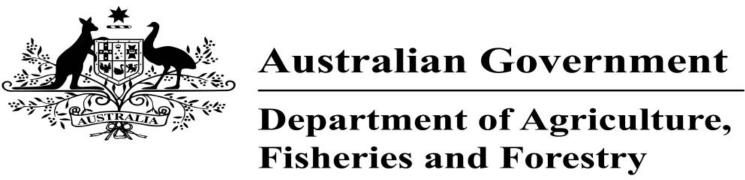 Australian Government
Department of Agriculture,
Fisheries and Forestry
AUSTRALIA